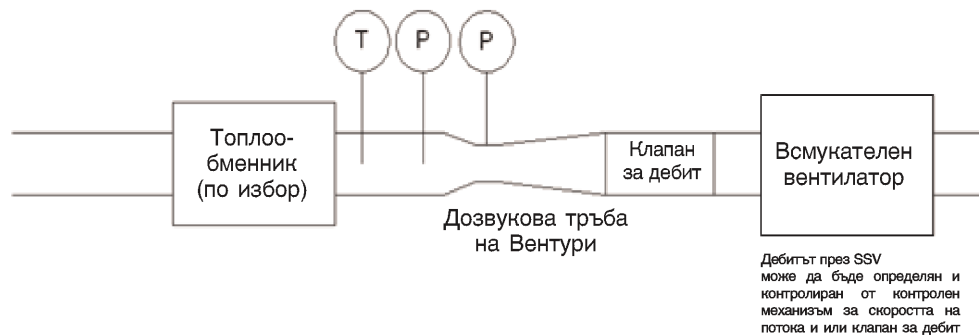 T P P
Топлоо-
бменник
(по избор)
Клапан
за дебит
Всмукателен
вентилатор
Дозвукова тръба
на Вентури
Дебитът през SSV
може да бъде определян и
контролиран от контролен
механизъм за скоростта на
потока и или клапан за дебит